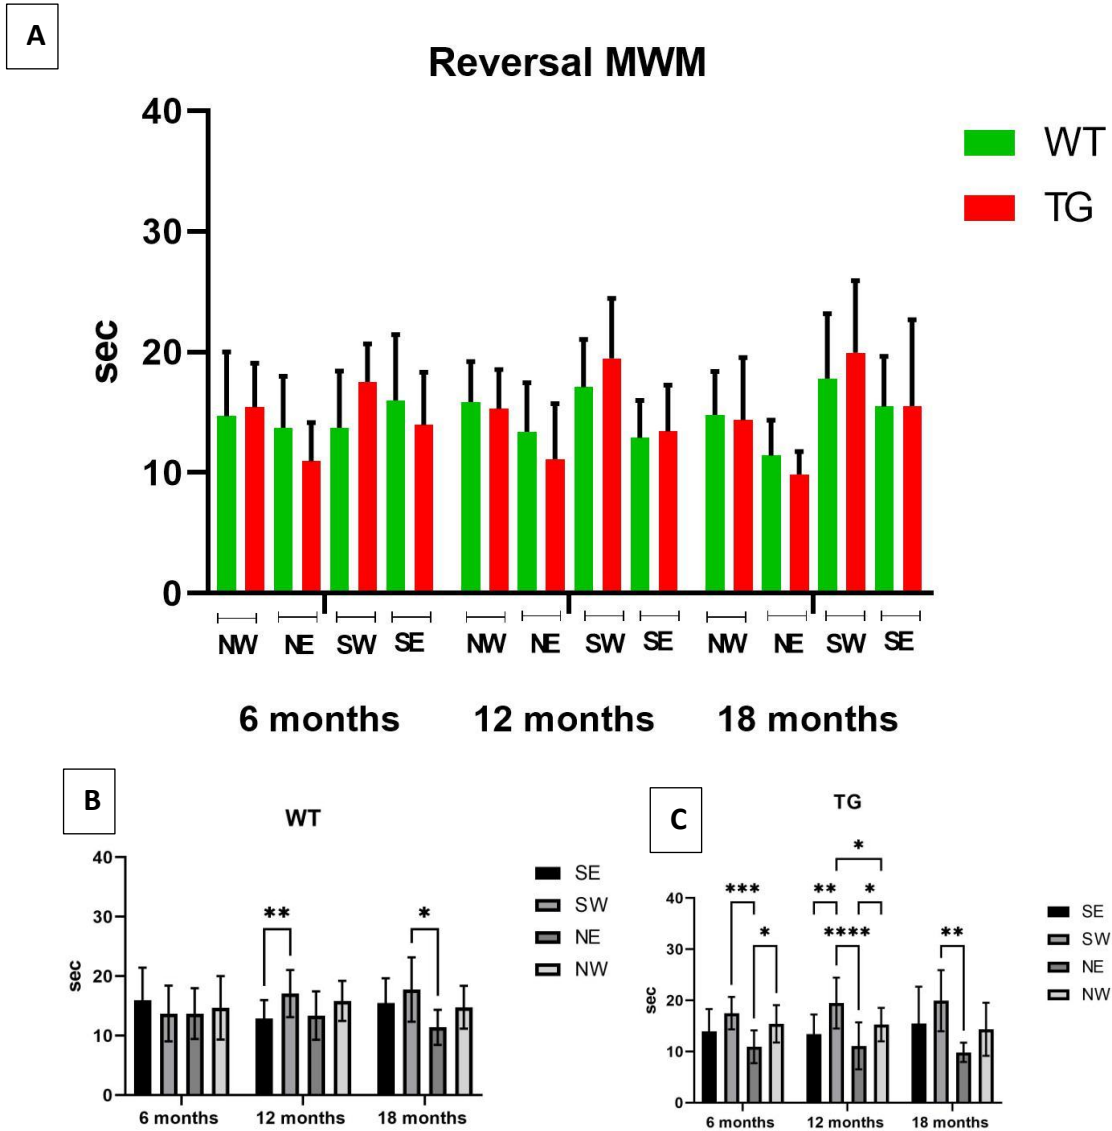 A
Reversal MWM
40
30
20
10
0
sec
WT
TG
NW NE SW SE NW NE SW SE NW NE SW SE
6 months 12 months 18 months
B
WT
40
30
20
10
0
sec
** *
SE
SW
NE
NW
6 months 12 months 18 months
C
TG
40
30
20
10
0
sec
*
*** ** *
* **** **
SE
SW
NE
NW
6 months 12 months 18 months